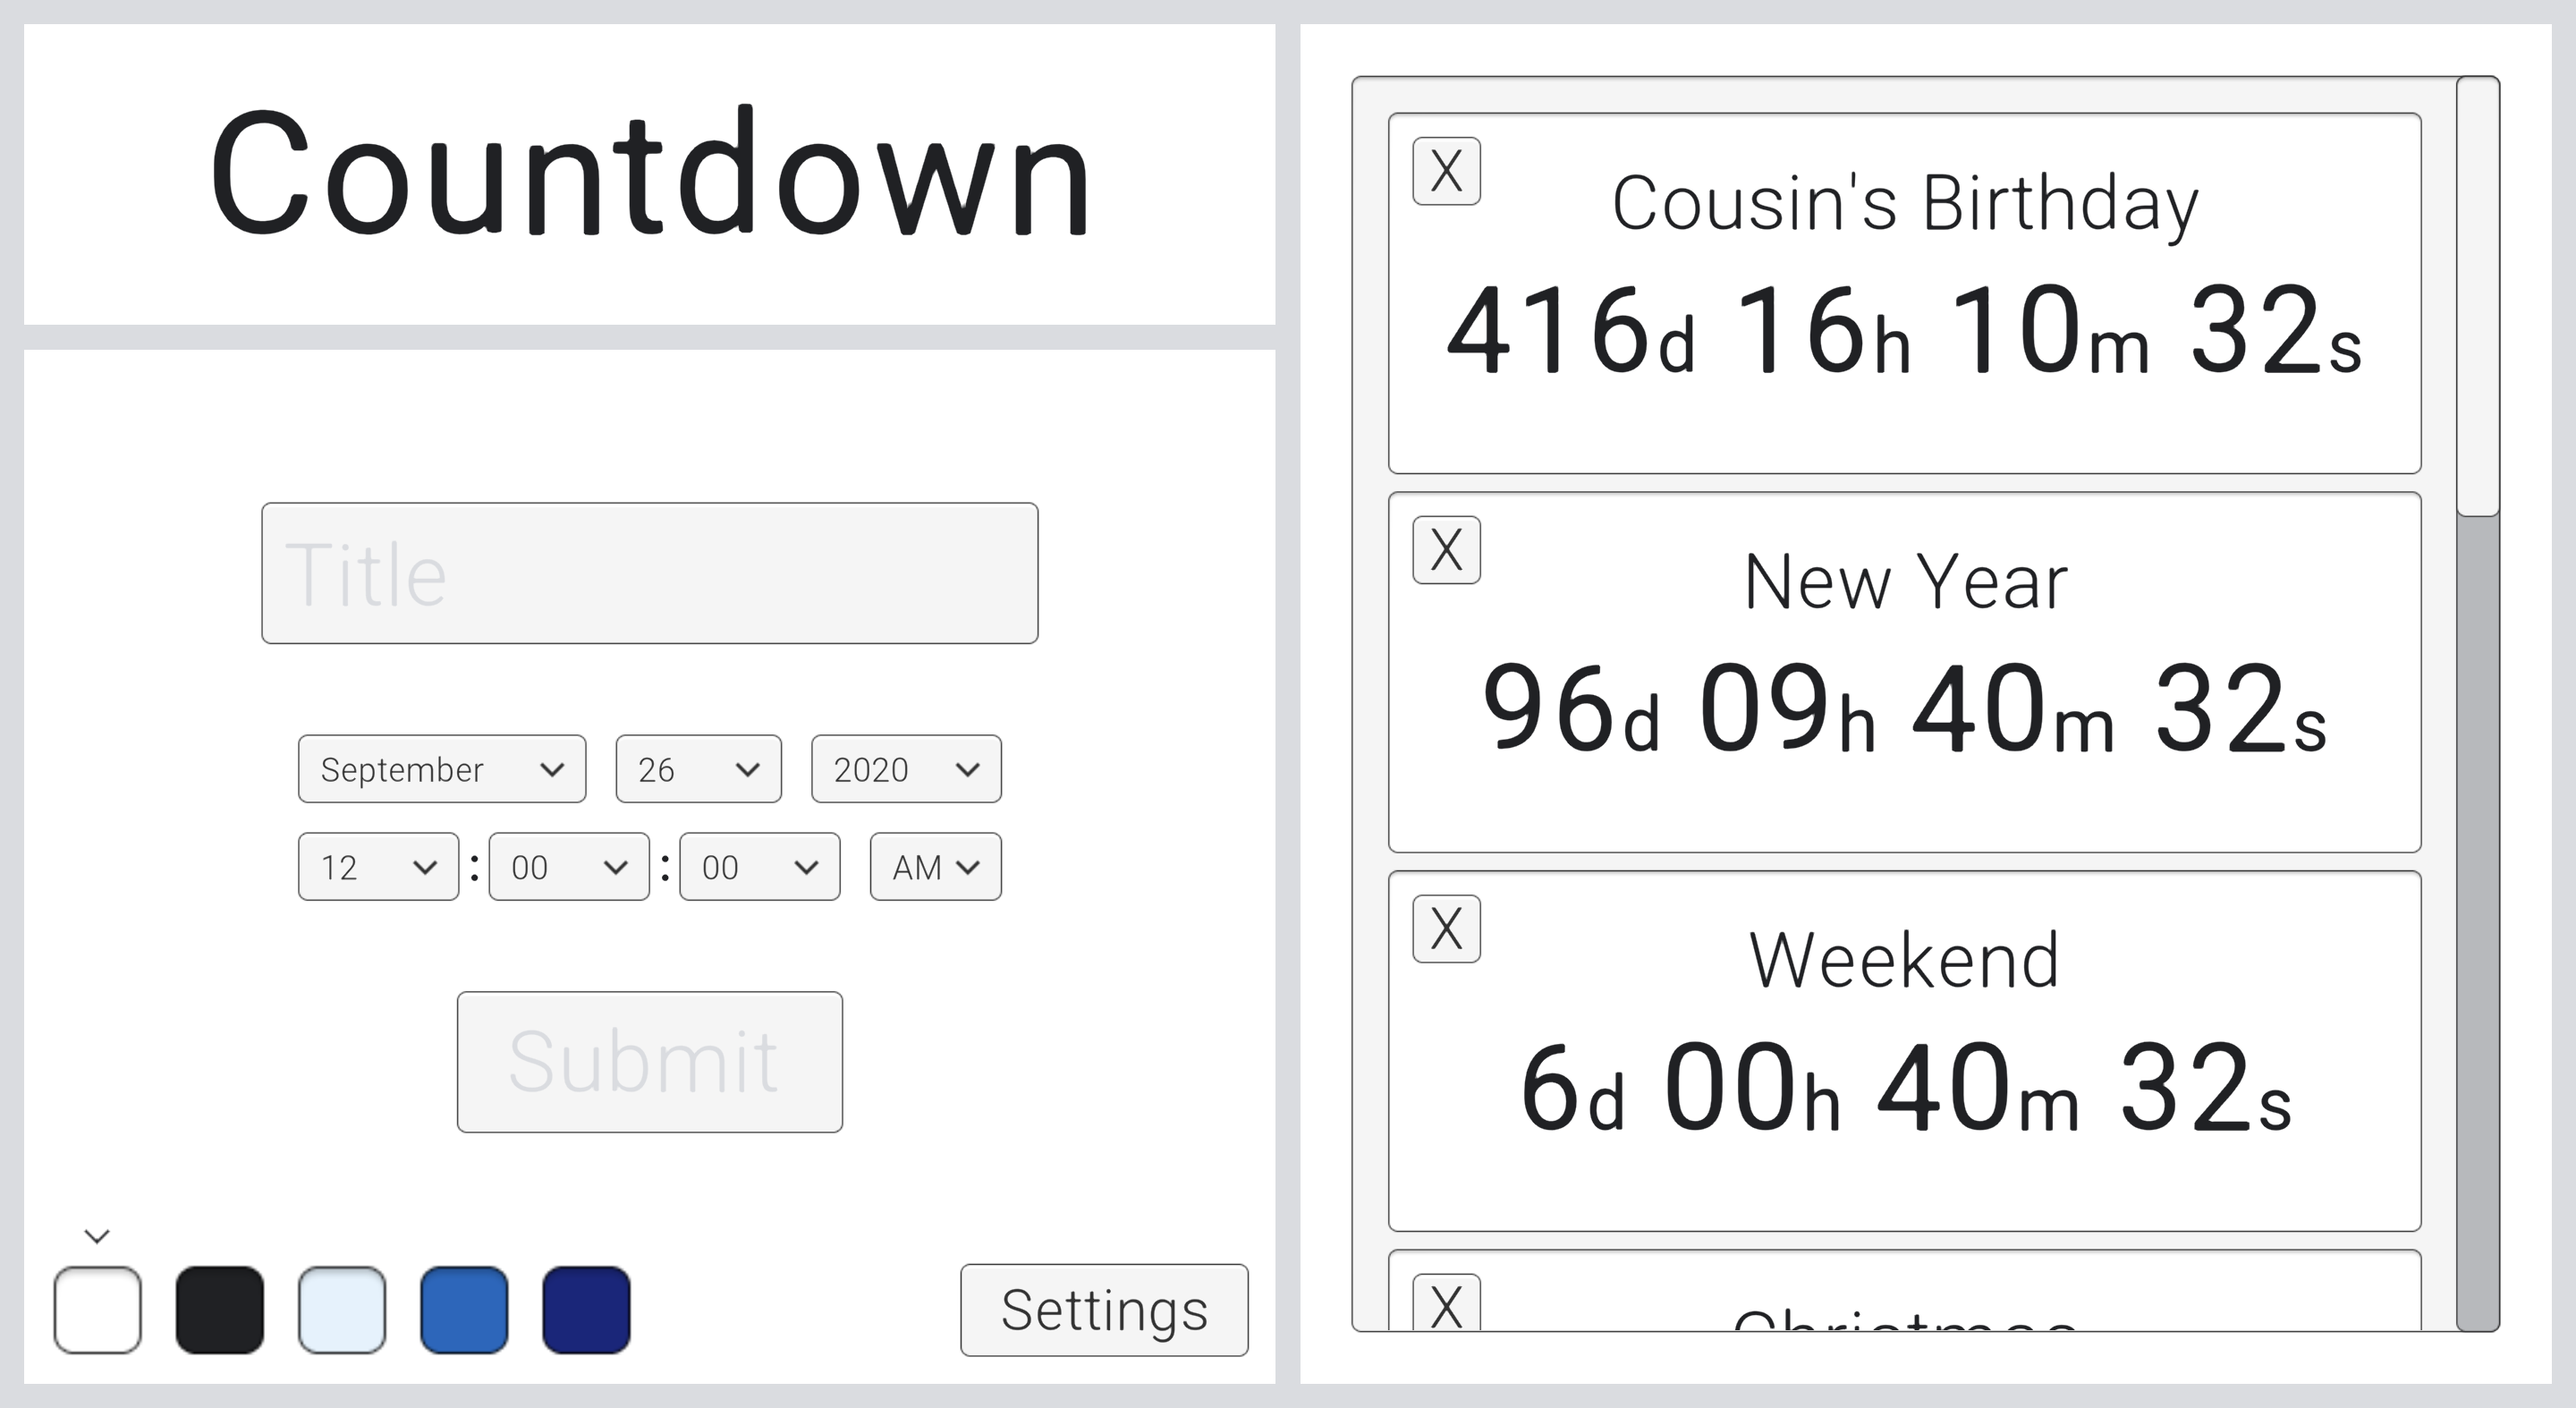 Countdown
Title
September 26 2020
12 : 00 : 00 AM
Submit
Settings
X
Cousin's Birthday
416d 16h 10m 32s
X
New Year
96d 09h 40m 32s
X
Weekend
6d 00h 40m 32s
X
Christmas